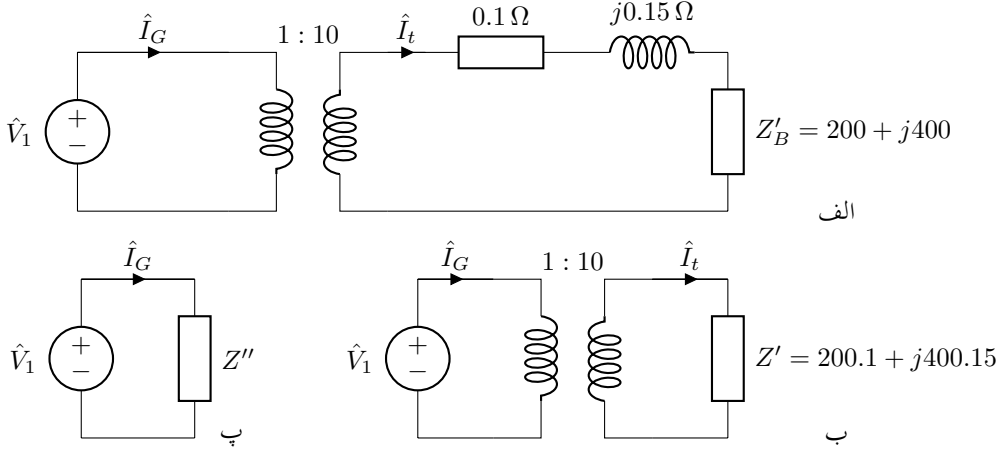 Î_G 1 : 10 Î_t 0.1 Ω j0.15 Ω
V̂_1 + − Z′_B = 200 + j400
الف
Î_G Î_G 1 : 10 Î_t
V̂_1 + − Z″ V̂_1 + − Z′ = 200.1 + j400.15
پ ب